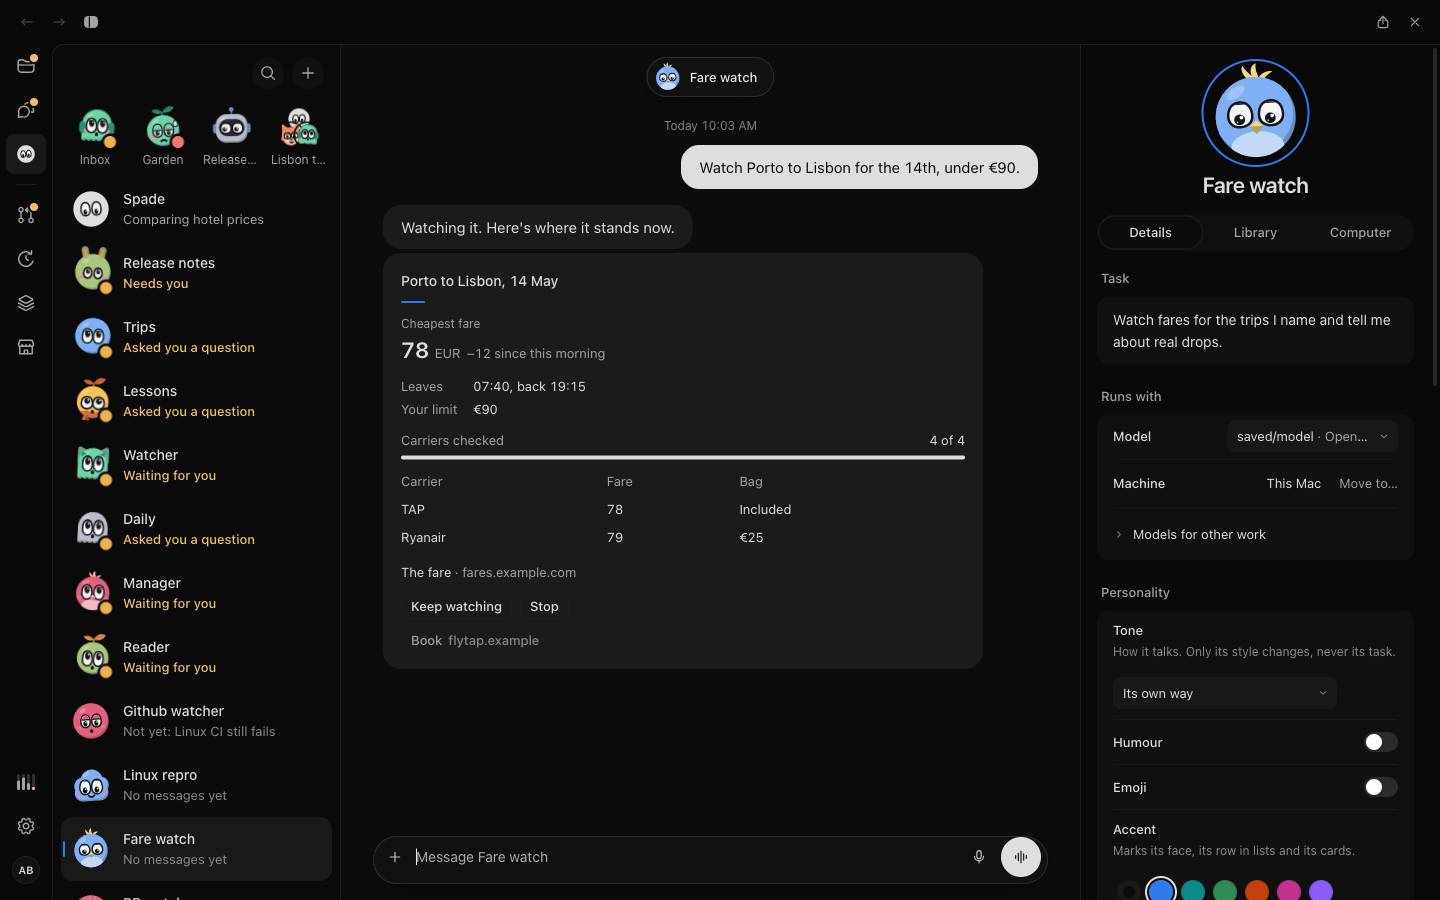 Inbox
Garden
Release...
Lisbon t...
Spade
Comparing hotel prices
Release notes
Needs you
Trips
Asked you a question
Lessons
Asked you a question
Watcher
Waiting for you
Daily
Asked you a question
Manager
Waiting for you
Reader
Waiting for you
Github watcher
Not yet: Linux CI still fails
Linux repro
No messages yet
Fare watch
No messages yet
AB
Fare watch
Today 10:03 AM
Watch Porto to Lisbon for the 14th, under €90.
Watching it. Here's where it stands now.
Porto to Lisbon, 14 May
Cheapest fare
78 EUR −12 since this morning
Leaves 07:40, back 19:15
Your limit €90
Carriers checked 4 of 4
Carrier Fare Bag
TAP 78 Included
Ryanair 79 €25
The fare · fares.example.com
Keep watching Stop
Book flytap.example
Message Fare watch
Fare watch
Details Library Computer
Task
Watch fares for the trips I name and tell me
about real drops.
Runs with
Model saved/model · Open...
Machine This Mac Move to...
Models for other work
Personality
Tone
How it talks. Only its style changes, never its task.
Its own way
Humour
Emoji
Accent
Marks its face, its row in lists and its cards.